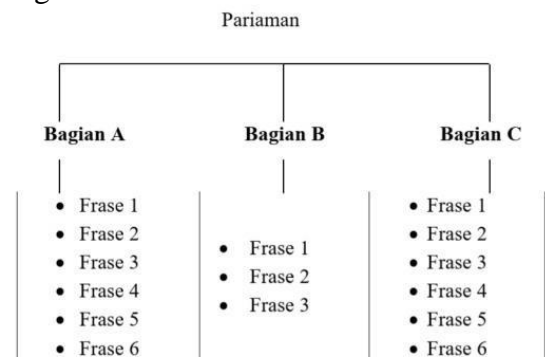 Pariaman
Bagian A
Bagian B
Bagian C
• Frase 1
• Frase 2
• Frase 3
• Frase 4
• Frase 5
• Frase 6
• Frase 1
• Frase 2
• Frase 3
• Frase 1
• Frase 2
• Frase 3
• Frase 4
• Frase 5
• Frase 6